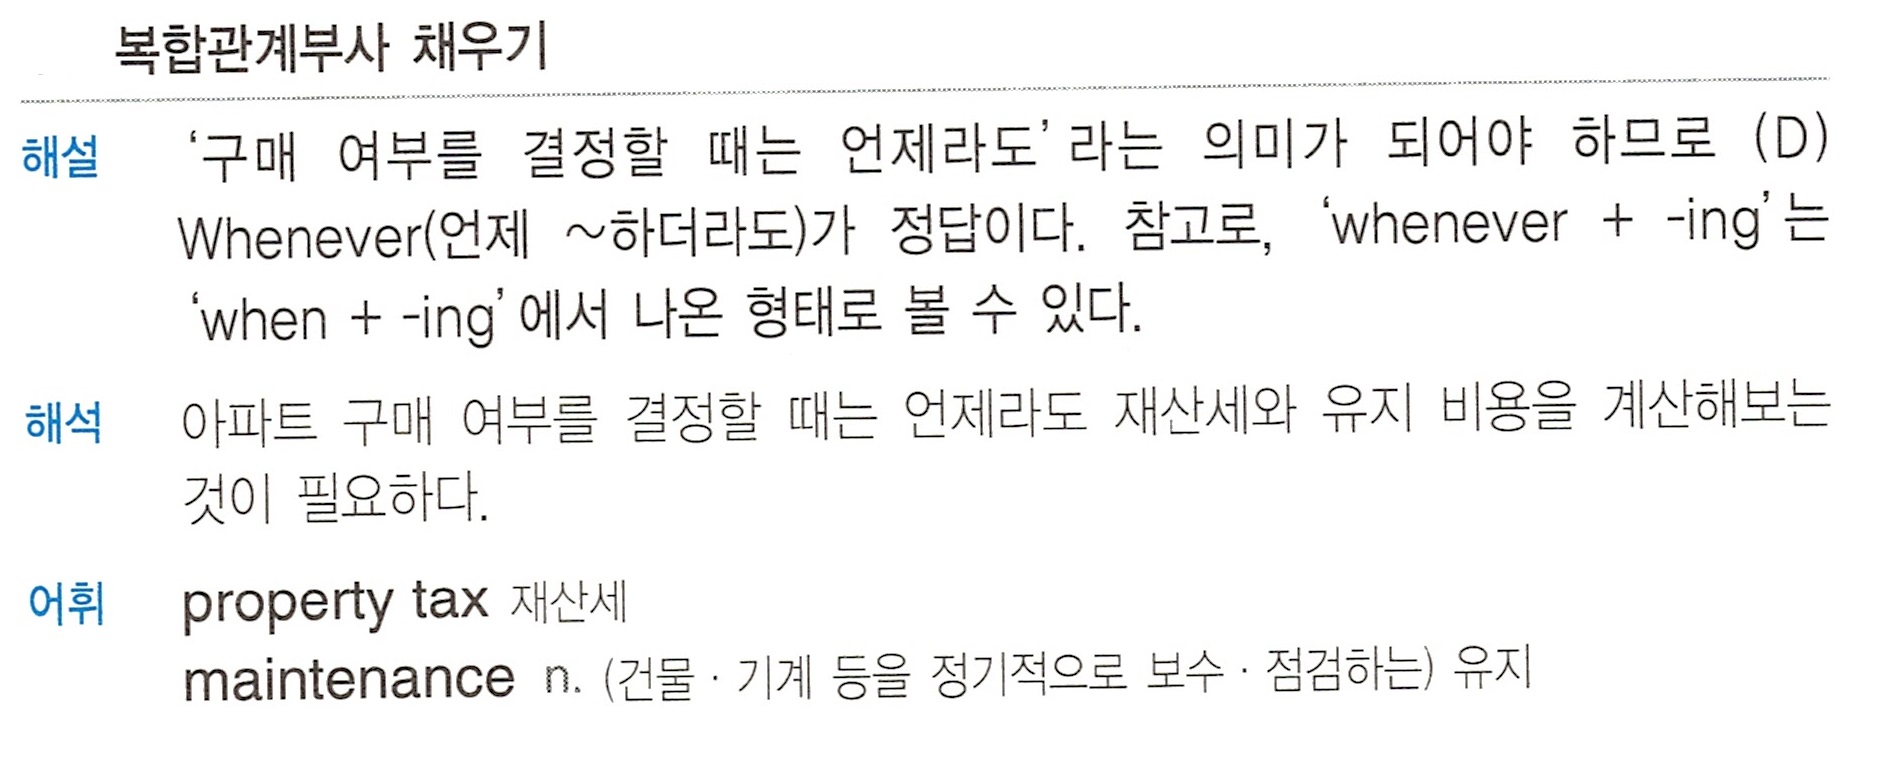 복합관계부사 채우기
해설 ‘구매 여부를 결정할 때는 언제라도’라는 의미가 되어야 하므로 (D)
Whenever(언제 ~하더라도)가 정답이다. 참고로, ‘whenever + -ing’는
‘when + -ing’에서 나온 형태로 볼 수 있다.
해석 아파트 구매 여부를 결정할 때는 언제라도 재산세와 유지 비용을 계산해보는
것이 필요하다.
어휘 property tax 재산세
maintenance n. (건물 · 기계 등을 정기적으로 보수 · 점검하는) 유지